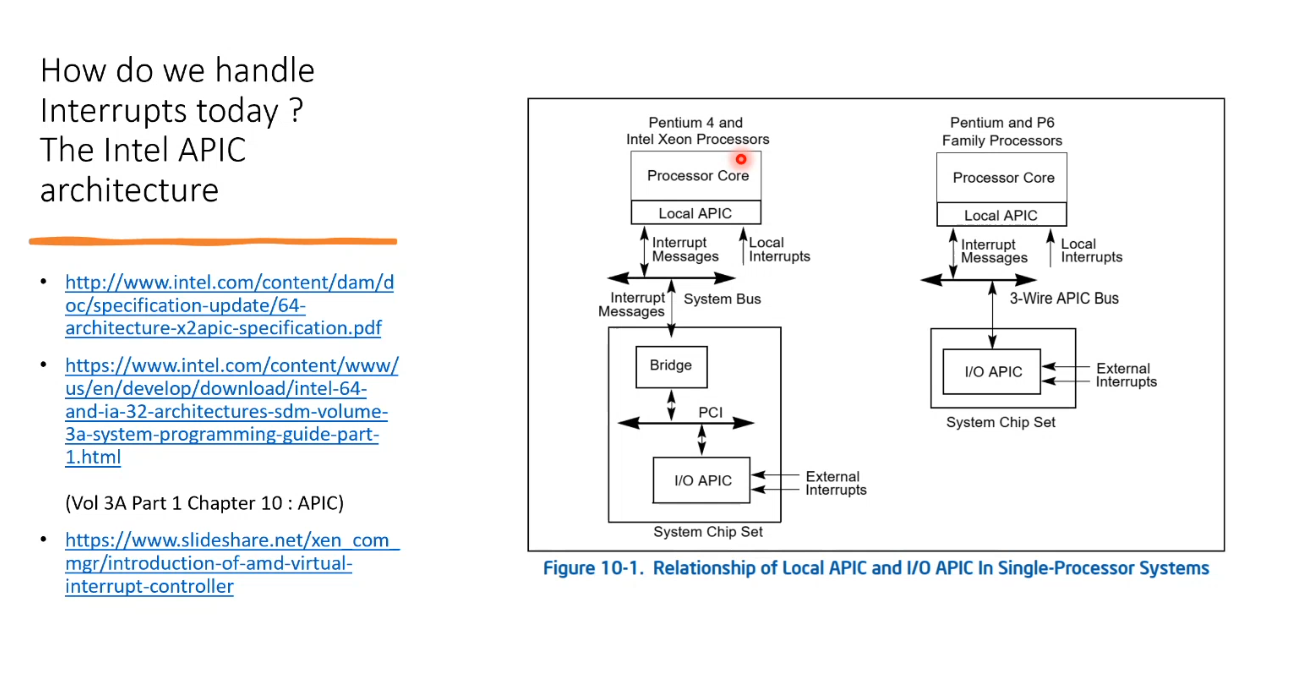 How do we handle
Interrupts today ?
The Intel APIC
architecture
• http://www.intel.com/content/dam/d
oc/specification-update/64-
architecture-x2apic-specification.pdf
• https://www.intel.com/content/www/
us/en/develop/download/intel-64-
and-ia-32-architectures-sdm-volume-
3a-system-programming-guide-part-
1.html
(Vol 3A Part 1 Chapter 10 : APIC)
• https://www.slideshare.net/xen_com_
mgr/introduction-of-amd-virtual-
interrupt-controller
Pentium 4 and
Intel Xeon Processors
Processor Core
Local APIC
Interrupt
Messages
Local
Interrupts
System Bus
Interrupt
Messages
Bridge
PCI
I/O APIC
External
Interrupts
System Chip Set
Pentium and P6
Family Processors
Processor Core
Local APIC
Interrupt
Messages
Local
Interrupts
3-Wire APIC Bus
I/O APIC
External
Interrupts
System Chip Set
Figure 10-1. Relationship of Local APIC and I/O APIC In Single-Processor Systems